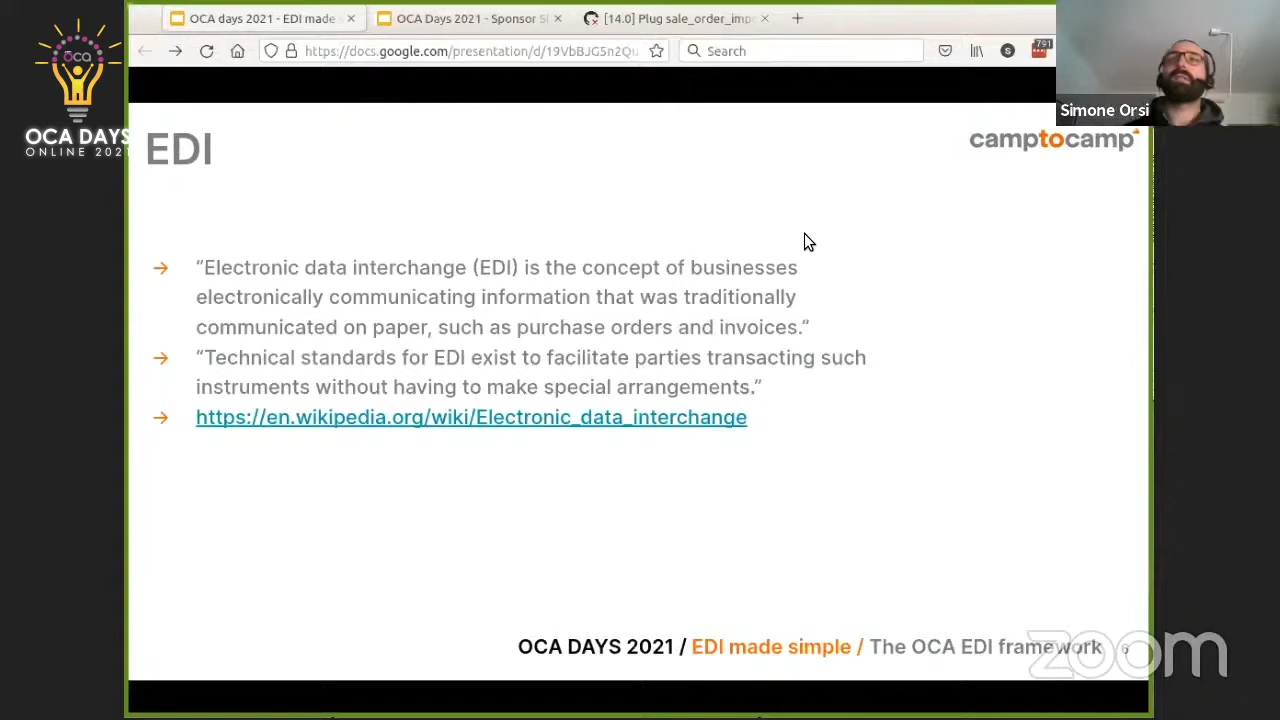 OCA days 2021 - EDI made
OCA Days 2021 - Sponsor Sl
[14.0] Plug sale_order_imp
https://docs.google.com/presentation/d/19VbBJG5n2Qu
Search
S
791
Simone Orsi
oca
OCA DAYS
ONLINE 2021
EDI
camptocamp
“Electronic data interchange (EDI) is the concept of businesses
electronically communicating information that was traditionally
communicated on paper, such as purchase orders and invoices.”
“Technical standards for EDI exist to facilitate parties transacting such
instruments without having to make special arrangements.”
https://en.wikipedia.org/wiki/Electronic_data_interchange
OCA DAYS 2021 / EDI made simple / The OCA EDI framework 6
zoom